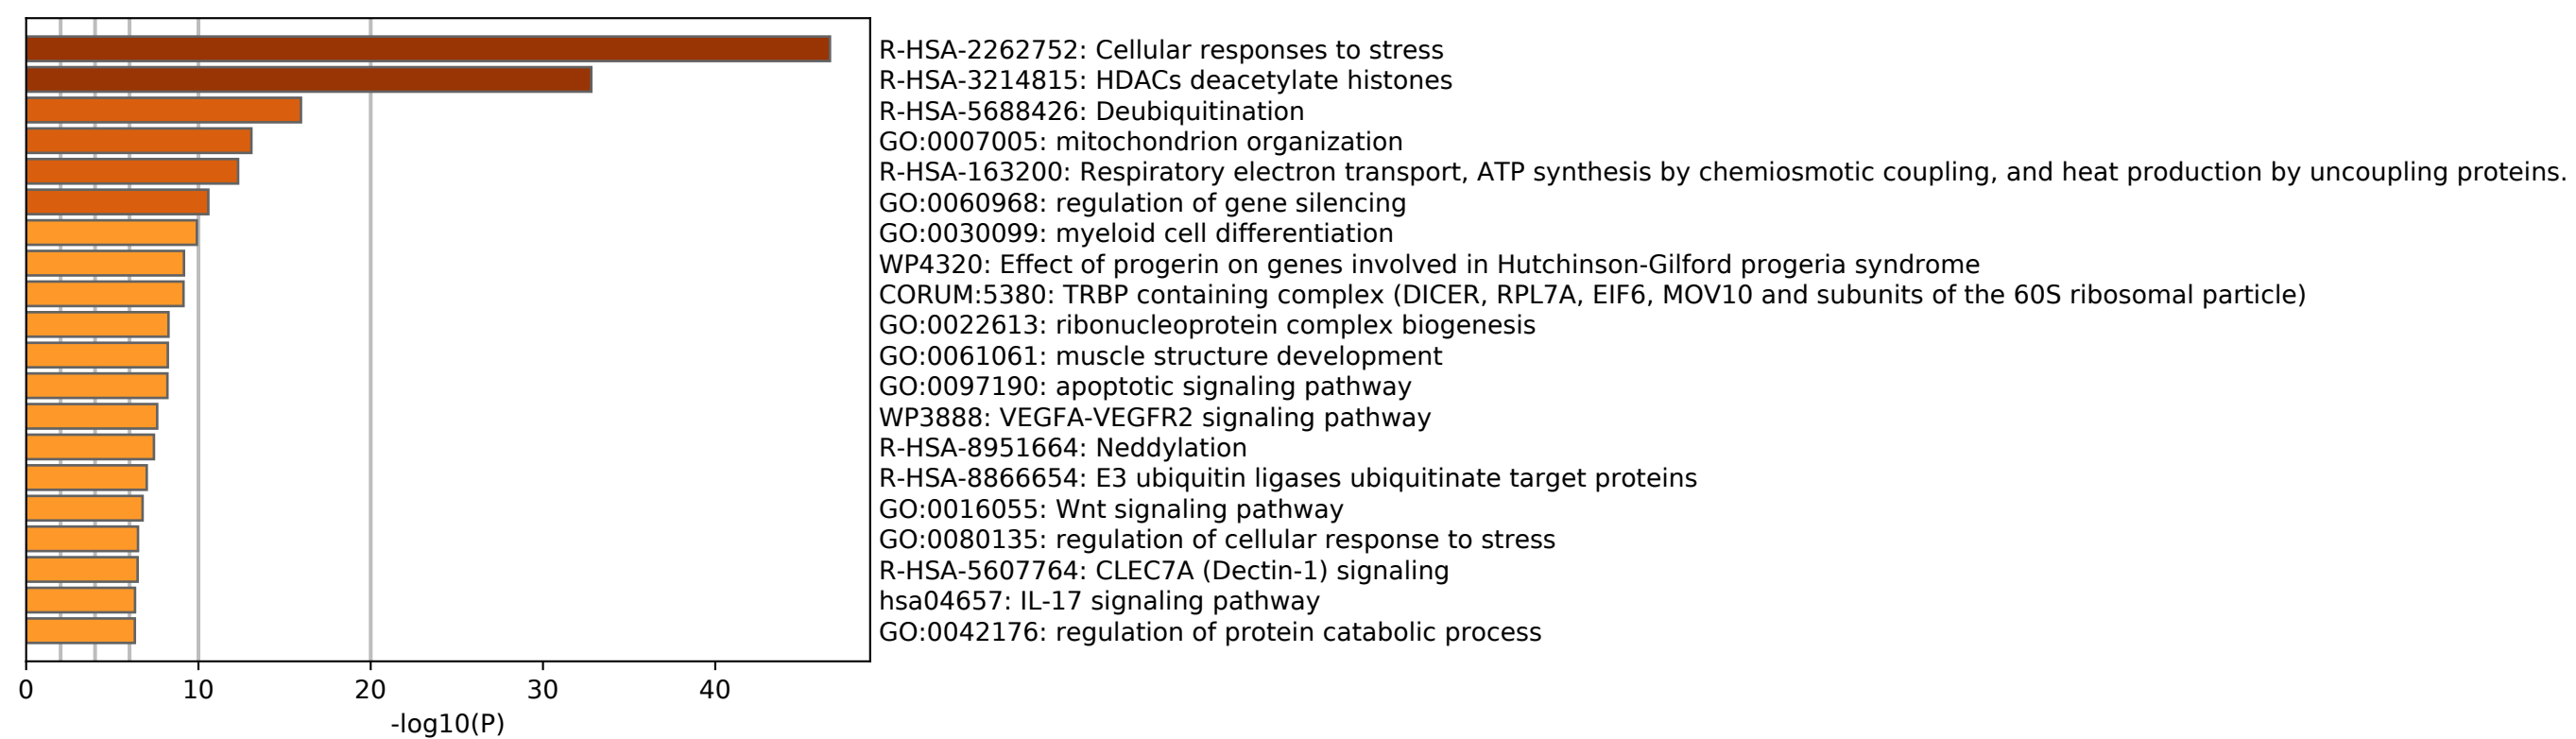 R-HSA-2262752: Cellular responses to stress
R-HSA-3214815: HDACs deacetylate histones
R-HSA-5688426: Deubiquitination
GO:0007005: mitochondrion organization
R-HSA-163200: Respiratory electron transport, ATP synthesis by chemiosmotic coupling, and heat production by uncoupling proteins.
GO:0060968: regulation of gene silencing
GO:0030099: myeloid cell differentiation
WP4320: Effect of progerin on genes involved in Hutchinson-Gilford progeria syndrome
CORUM:5380: TRBP containing complex (DICER, RPL7A, EIF6, MOV10 and subunits of the 60S ribosomal particle)
GO:0022613: ribonucleoprotein complex biogenesis
GO:0061061: muscle structure development
GO:0097190: apoptotic signaling pathway
WP3888: VEGFA-VEGFR2 signaling pathway
R-HSA-8951664: Neddylation
R-HSA-8866654: E3 ubiquitin ligases ubiquitinate target proteins
GO:0016055: Wnt signaling pathway
GO:0080135: regulation of cellular response to stress
R-HSA-5607764: CLEC7A (Dectin-1) signaling
hsa04657: IL-17 signaling pathway
GO:0042176: regulation of protein catabolic process
0 10 20 30 40
-log10(P)